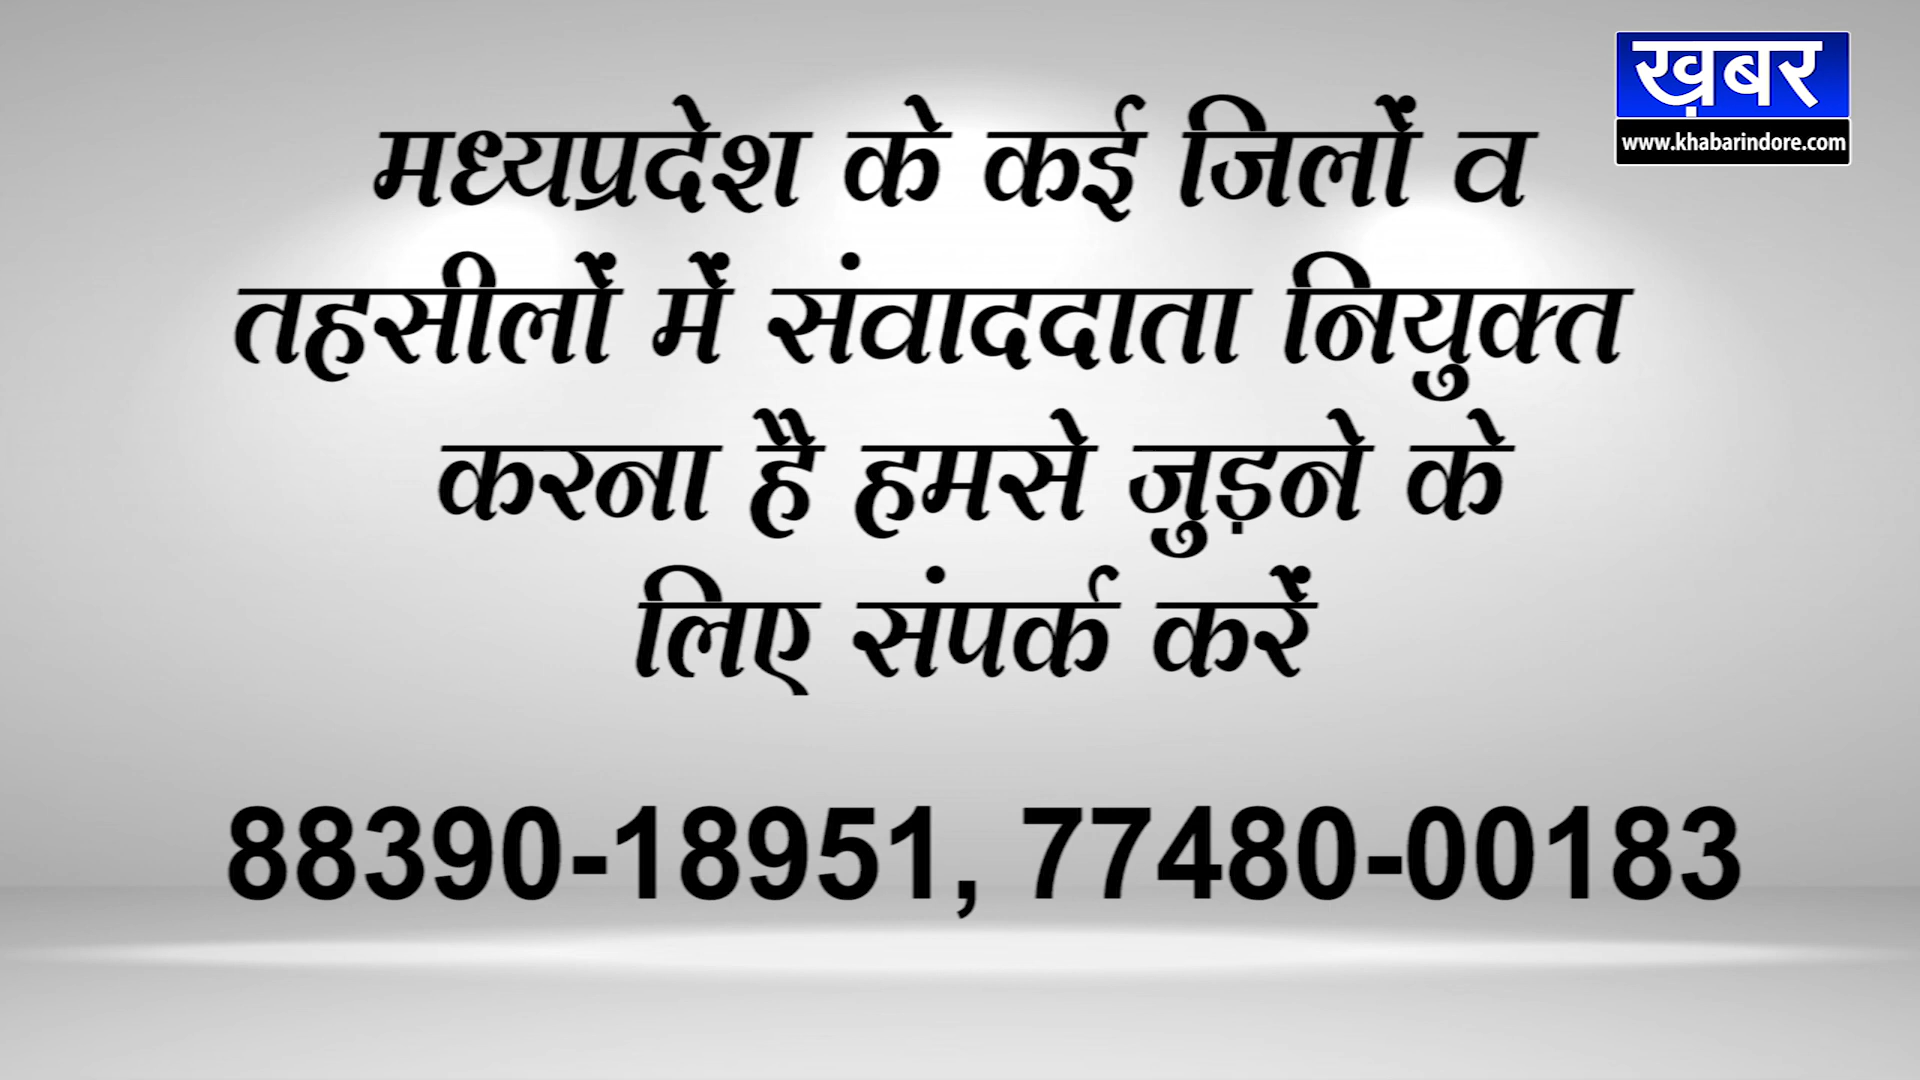 ख़बर
www.khabarindore.com
मध्यप्रदेश के कई जिलों व
तहसीलों में संवाददाता नियुक्त
करना है हमसे जुड़ने के
लिए संपर्क करें
88390-18951, 77480-00183